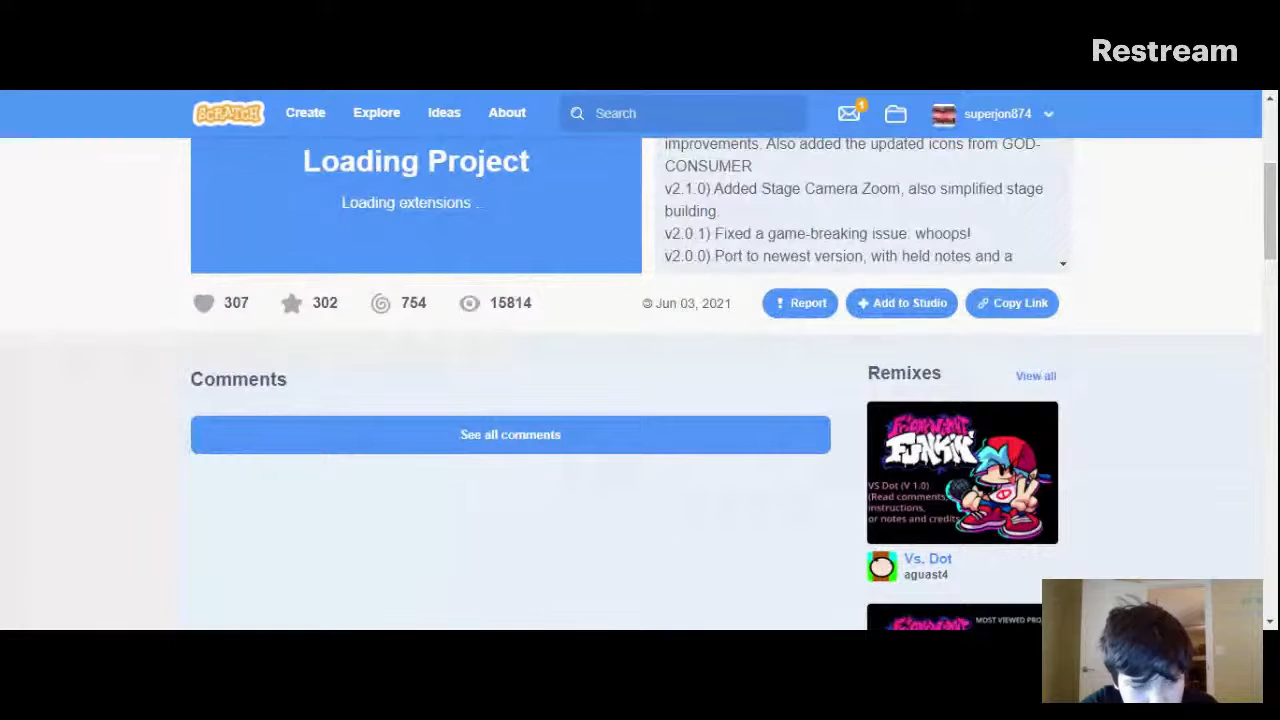 Restream
SCRATCH
Create
Explore
Ideas
About
Search
1
superjon874
Loading Project
Loading extensions ..
improvements. Also added the updated icons from GOD-
CONSUMER
v2.1.0) Added Stage Camera Zoom, also simplified stage
building.
v2.0.1) Fixed a game-breaking issue. whoops!
v2.0.0) Port to newest version, with held notes and a
307
302
754
15814
© Jun 03, 2021
Report
Add to Studio
Copy Link
Comments
See all comments
Remixes
View all
FRIDAY NIGHT
FUNKIN'
VS Dot (V 1.0)
(Read comments,
instructions,
or notes and credits
Vs. Dot
aguast4
MOST VIEWED PRO